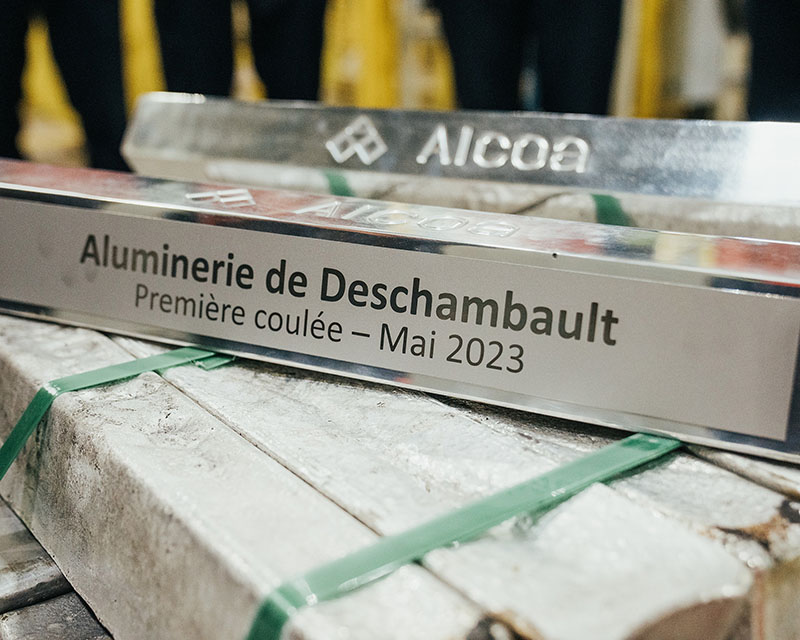 Alcoa
Alcoa
Aluminerie de Deschambault
Première coulée – Mai 2023